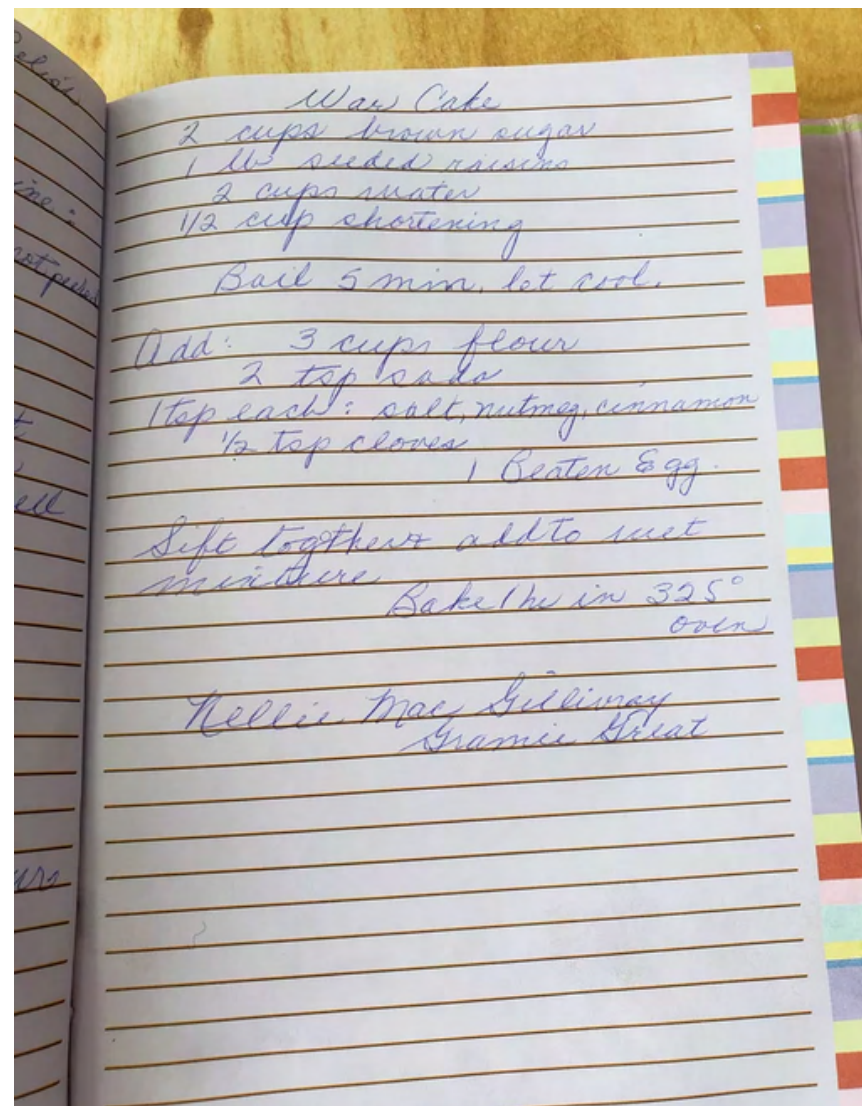 War Cake
2 cups brown sugar
1 lb seeded raisins
2 cups water
1/2 cup shortening
Boil 5 min. let cool.
Add: 3 cups flour
2 tsp soda
1 tsp each: salt, nutmeg, cinnamon
1/2 tsp cloves
1 Beaten Egg.
Sift togther + add to wet
mixture
Bake 1 hr in 325°
oven
Nellie Mac Gillivray
Gramie Great